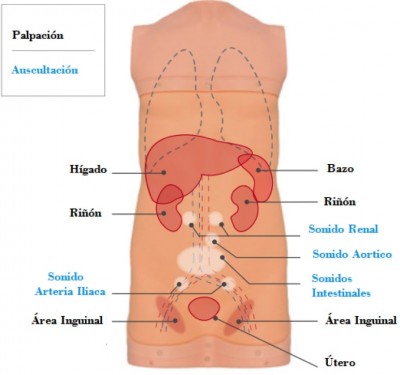 Palpación
Auscultación
Hígado
Bazo
Riñón
Riñón
Sonido Renal
Sonido Aortico
Sonido
Arteria Iliaca
Sonidos
Intestinales
Área Inguinal
Área Inguinal
Útero